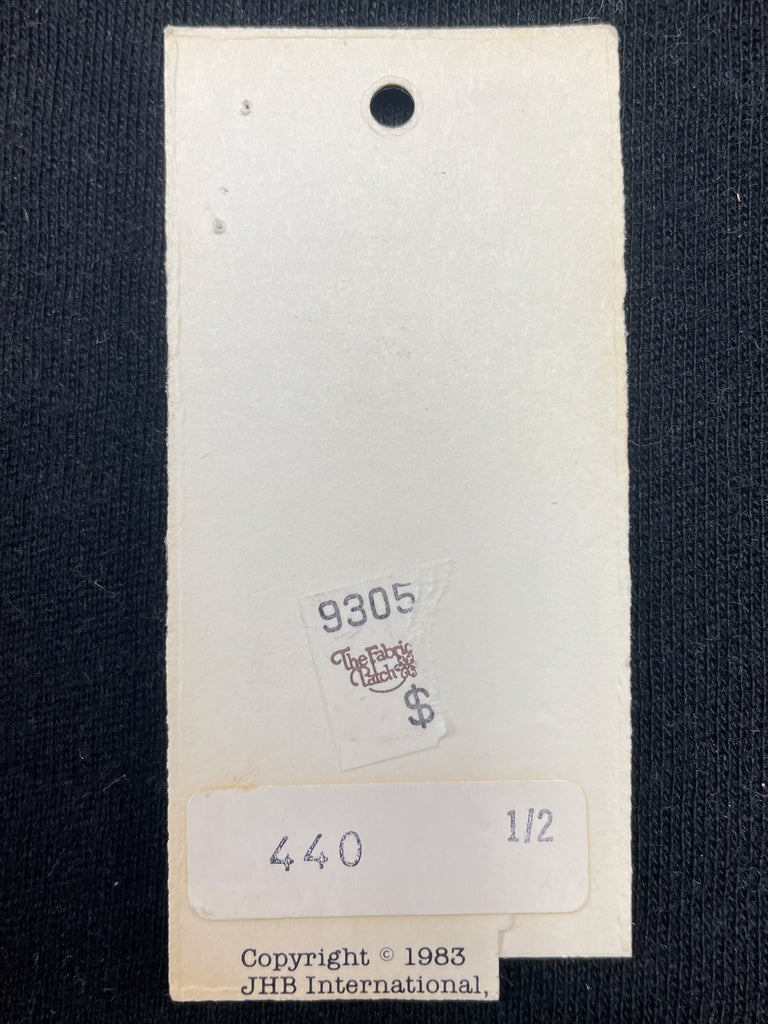 9305
The Fabric
Patch
$
440 1/2
Copyright © 1983
JHB International,